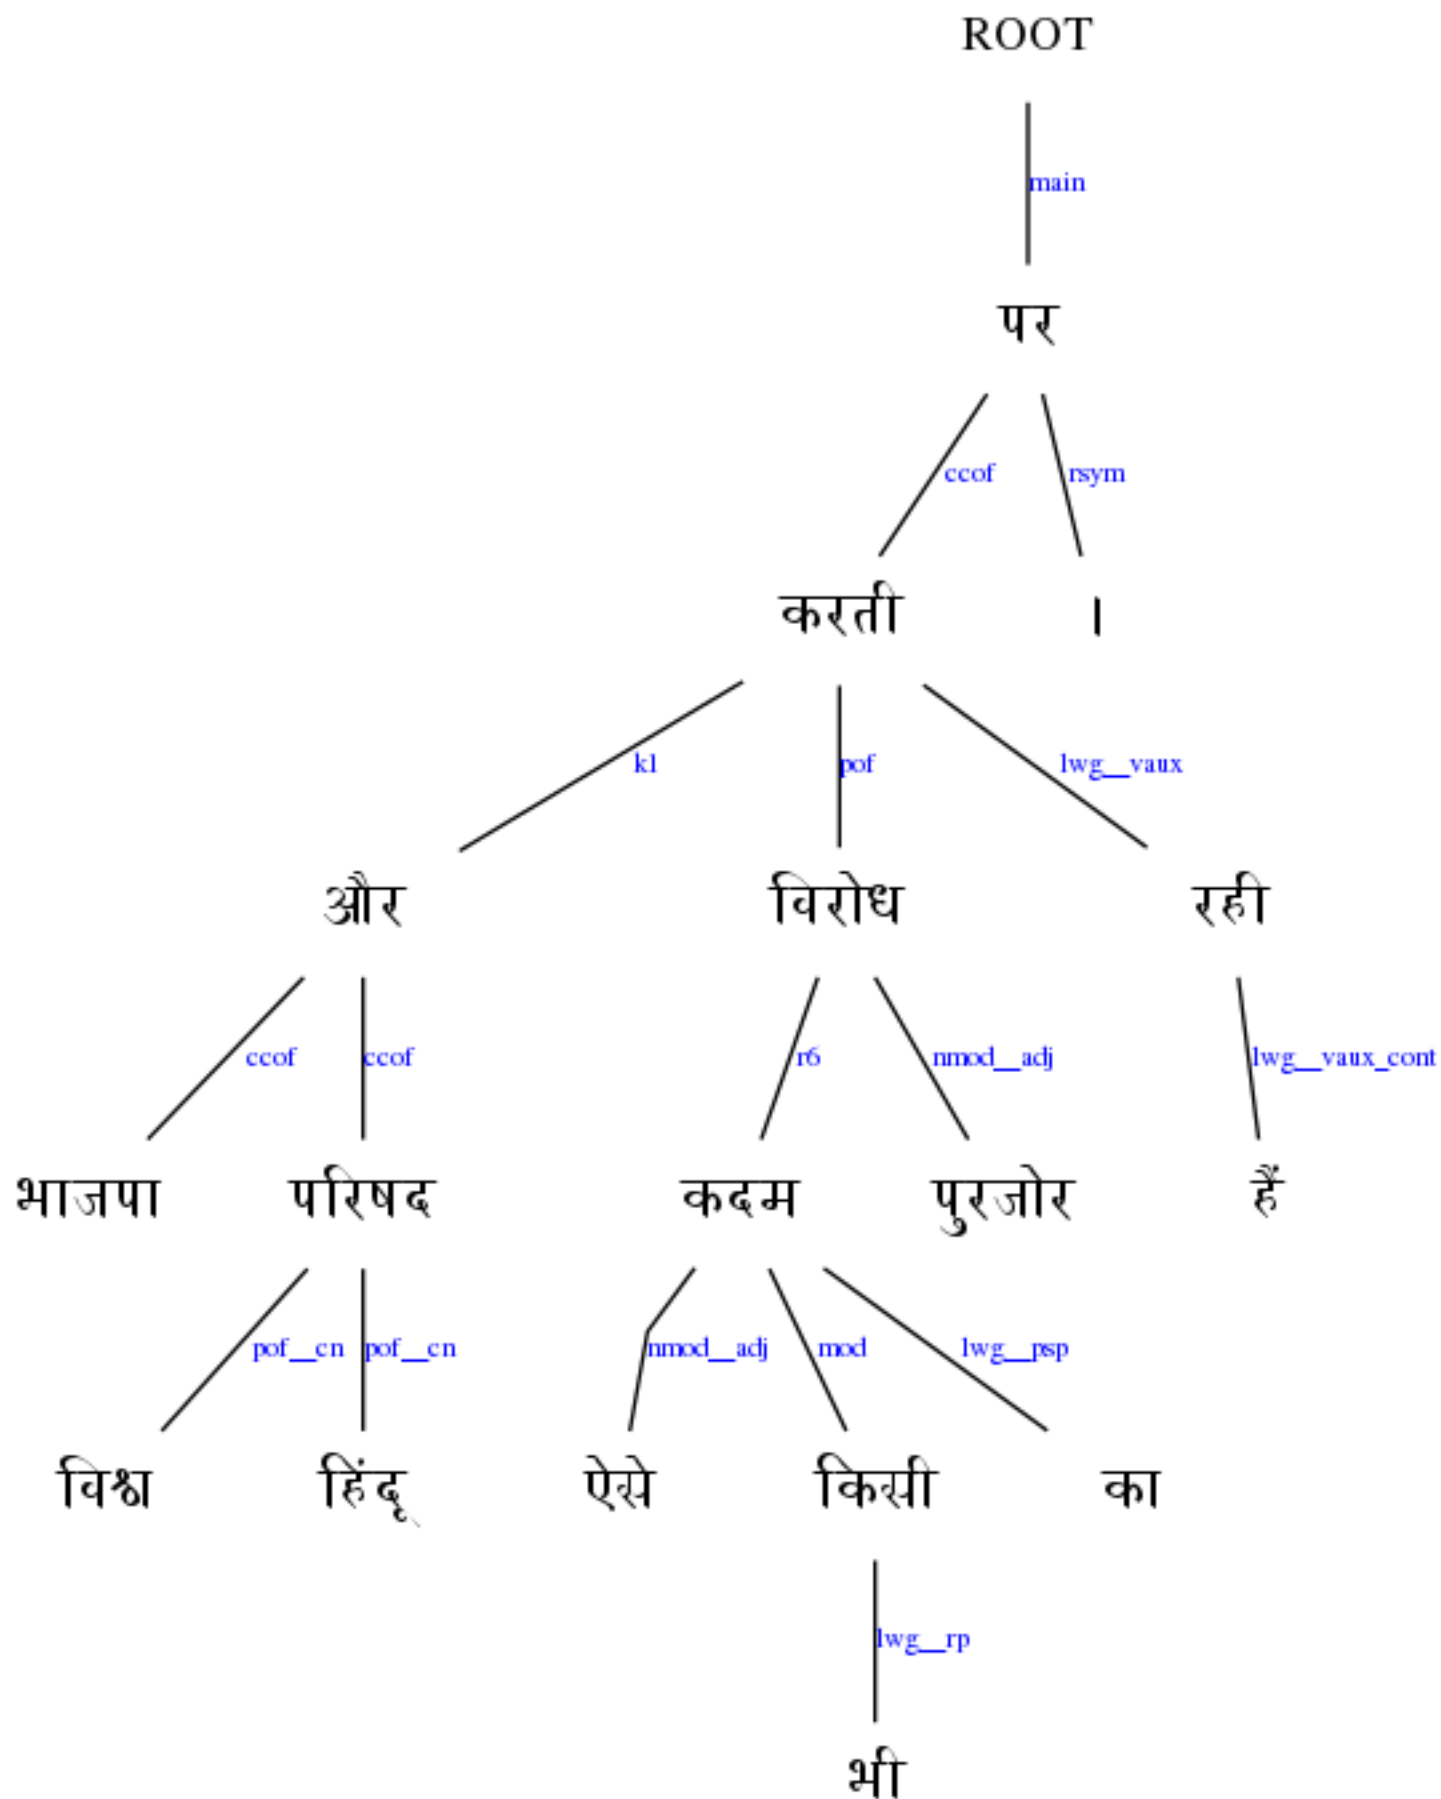 ROOT
main
पर
ccof rsym
करती ।
k1 pof lwg__vaux
और विरोध रही
ccof ccof r6 nmod__adj lwg__vaux_cont
भाजपा परिषद कदम पुरजोर हैं
pof__cn pof__cn nmod__adj mod lwg__psp
विश्व हिंदू ऐसे किसी का
lwg__rp
भी